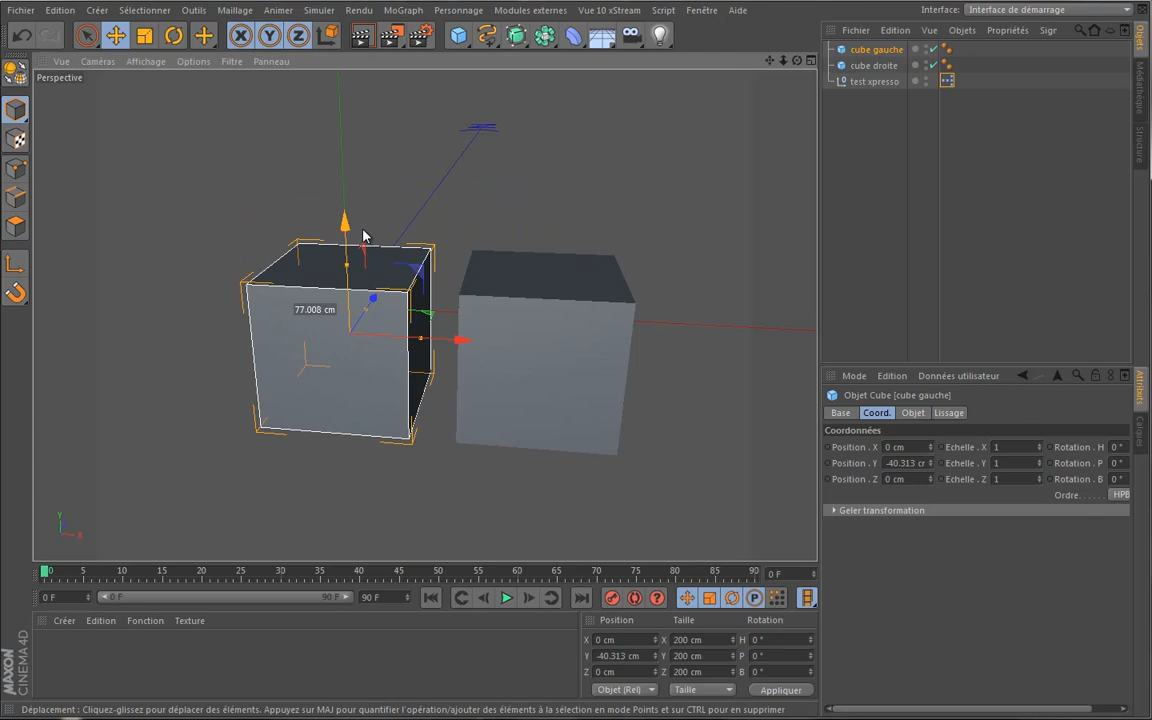 Fichier Edition Créer Sélectionner Outils Maillage Animer Simuler Rendu MoGraph Personnage Modules externes Vue 10 xStream Script Fenêtre Aide Interface: Interface de démarrage
X Y Z
Vue Caméras Affichage Options Filtre Panneau
Perspective
77.008 cm
Y
X
Fichier Edition Vue Objets Propriétés Sigr
cube gauche
cube droite
test xpresso
Objets
Médiathèque
Structure
Mode Edition Données utilisateur
Objet Cube [cube gauche]
Base Coord. Objet Lissage
Coordonnées
Position . X 0 cm Echelle . X 1 Rotation . H 0 °
Position . Y -40.313 cr Echelle . Y 1 Rotation . P 0 °
Position . Z 0 cm Echelle . Z 1 Rotation . B 0 °
Ordre. . . . . . HPB
Geler transformation
Attributs
Calques
0 5 10 15 20 25 30 35 40 45 50 55 60 65 70 75 80 85 90 0 F
0 F 0 F 90 F 90 F
P
Créer Edition Fonction Texture
Position Taille Rotation
X 0 cm X 200 cm H 0 °
Y -40.313 cm Y 200 cm P 0 °
Z 0 cm Z 200 cm B 0 °
Objet (Rel) Taille Appliquer
MAXON
CINEMA 4D
Déplacement : Cliquez-glissez pour déplacer des éléments. Appuyez sur MAJ pour quantifier l'opération/ajouter des éléments à la sélection en mode Points et sur CTRL pour en supprimer